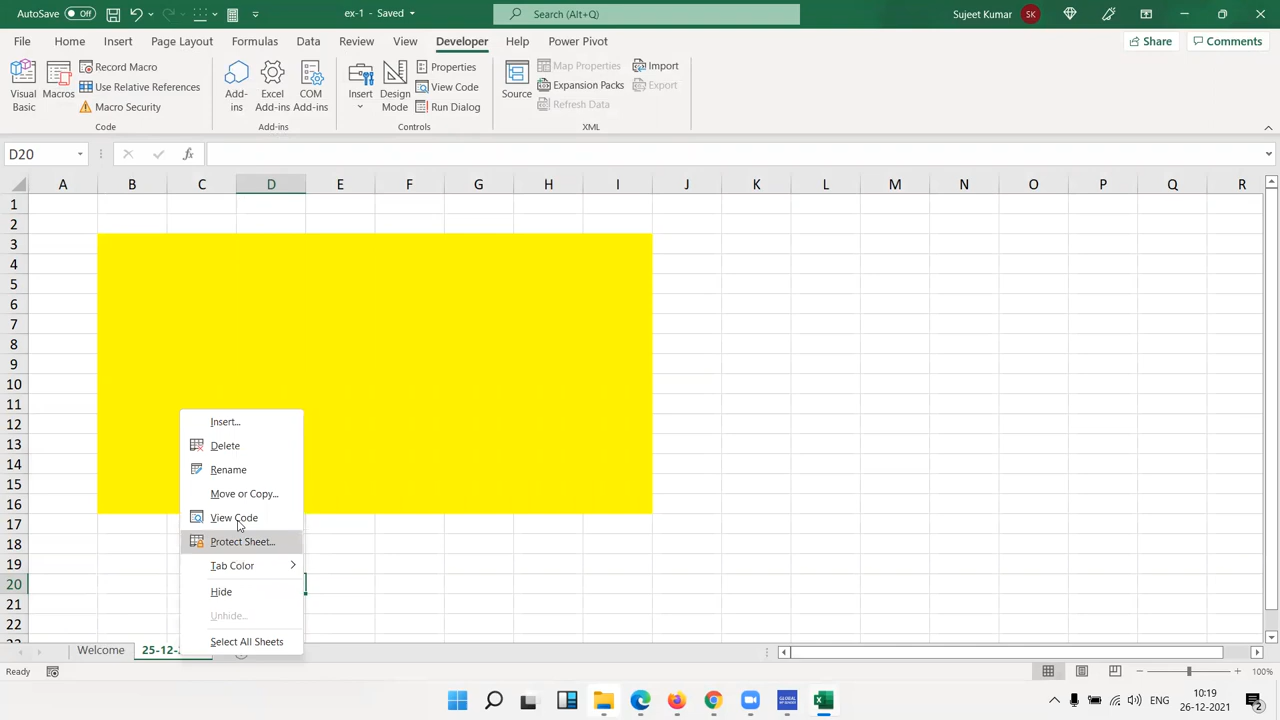 AutoSave Off ex-1 - Saved Search (Alt+Q) Sujeet Kumar SK
File Home Insert Page Layout Formulas Data Review View Developer Help Power Pivot Share Comments
Visual Basic
Macros
Record Macro
Use Relative References
Macro Security
Code
Add-ins
Excel Add-ins
COM Add-ins
Add-ins
Insert
Design Mode
Properties
View Code
Run Dialog
Controls
Source
Map Properties
Expansion Packs
Refresh Data
Import
Export
XML
D20 fx
A B C D E F G H I J K L M N O P Q R
1
2
3
4
5
6
7
8
9
10
11
12
13
14
15
16
17
18
19
20
21
22
23
Insert...
Delete
Rename
Move or Copy...
View Code
Protect Sheet...
Tab Color
Hide
Unhide...
Select All Sheets
Welcome 25-12-
Ready 100%
ENG 10:19
26-12-2021 2